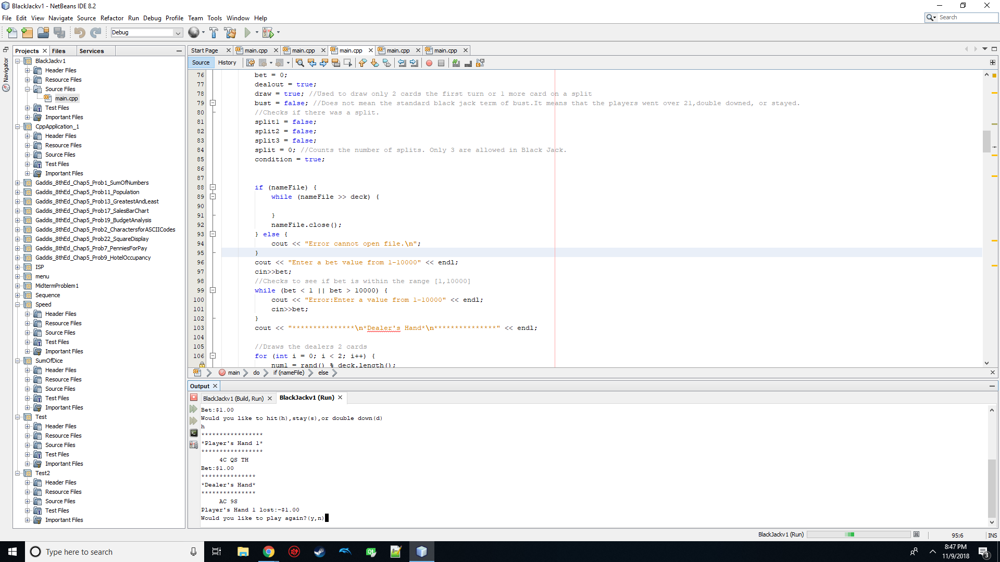 BlackJackv1 - NetBeans IDE 8.2
File Edit View Navigate Source Refactor Run Debug Profile Team Tools Window Help
Search
Debug
Projects Files Services
Navigator
BlackJackv1
Header Files
Resource Files
Source Files
main.cpp
Test Files
Important Files
CppApplication_1
Header Files
Resource Files
Source Files
Test Files
Important Files
Gaddis_8thEd_Chap5_Prob1_SumOfNumbers
Gaddis_8thEd_Chap5_Prob11_Population
Gaddis_8thEd_Chap5_Prob13_GreatestAndLeast
Gaddis_8thEd_Chap5_Prob17_SalesBarChart
Gaddis_8thEd_Chap5_Prob19_BudgetAnalysis
Gaddis_8thEd_Chap5_Prob2_CharactersforASCIICodes
Gaddis_8thEd_Chap5_Prob22_SquareDisplay
Gaddis_8thEd_Chap5_Prob7_PenniesForPay
Gaddis_8thEd_Chap5_Prob9_HotelOccupancy
ISP
menu
MidtermProblem1
Sequence
Speed
Header Files
Resource Files
Source Files
Test Files
Important Files
SumOfDice
Header Files
Resource Files
Source Files
Test Files
Important Files
Test
Header Files
Resource Files
Source Files
Test Files
Important Files
Test2
Header Files
Resource Files
Source Files
Test Files
Important Files
Start Page main.cpp main.cpp main.cpp main.cpp main.cpp
Source History
76 bet = 0;
77 dealout = true;
78 draw = true; //Used to draw only 2 cards the first turn or 1 more card on a split
79 bust = false; //Does not mean the standard black jack term of bust.It means that the players went over 21,double downed, or stayed.
80 //Checks if there was a split.
81 split1 = false;
82 split2 = false;
83 split3 = false;
84 split = 0; //Counts the number of splits. Only 3 are allowed in Black Jack.
85 condition = true;
86
87
88 if (nameFile) {
89 while (nameFile >> deck) {
90
91 }
92 nameFile.close();
93 } else {
94 cout << "Error cannot open file.\n";
95 }
96 cout << "Enter a bet value from 1-10000" << endl;
97 cin>>bet;
98 //Checks to see if bet is within the range [1,10000]
99 while (bet < 1 || bet > 10000) {
100 cout << "Error:Enter a value from 1-10000" << endl;
101 cin>>bet;
102 }
103 cout << "***************\n*Dealer's Hand*\n***************" << endl;
104
105 //Draws the dealers 2 cards
106 for (int i = 0; i < 2; i++) {
num1 = rand() % deck.length();
main do if (nameFile) else
Output
BlackJackv1 (Build, Run) BlackJackv1 (Run)
Bet:$1.00
Would you like to hit(h),stay(s),or double down(d)
h
*****************
*Player's Hand 1*
*****************
4C QS TH
Bet:$1.00
***************
*Dealer's Hand*
***************
AC 9S
Player's Hand 1 lost:-$1.00
Would you like to play again?(y,n)
BlackJackv1 (Run) 95:6 INS
Type here to search
8:47 PM
11/9/2018
3